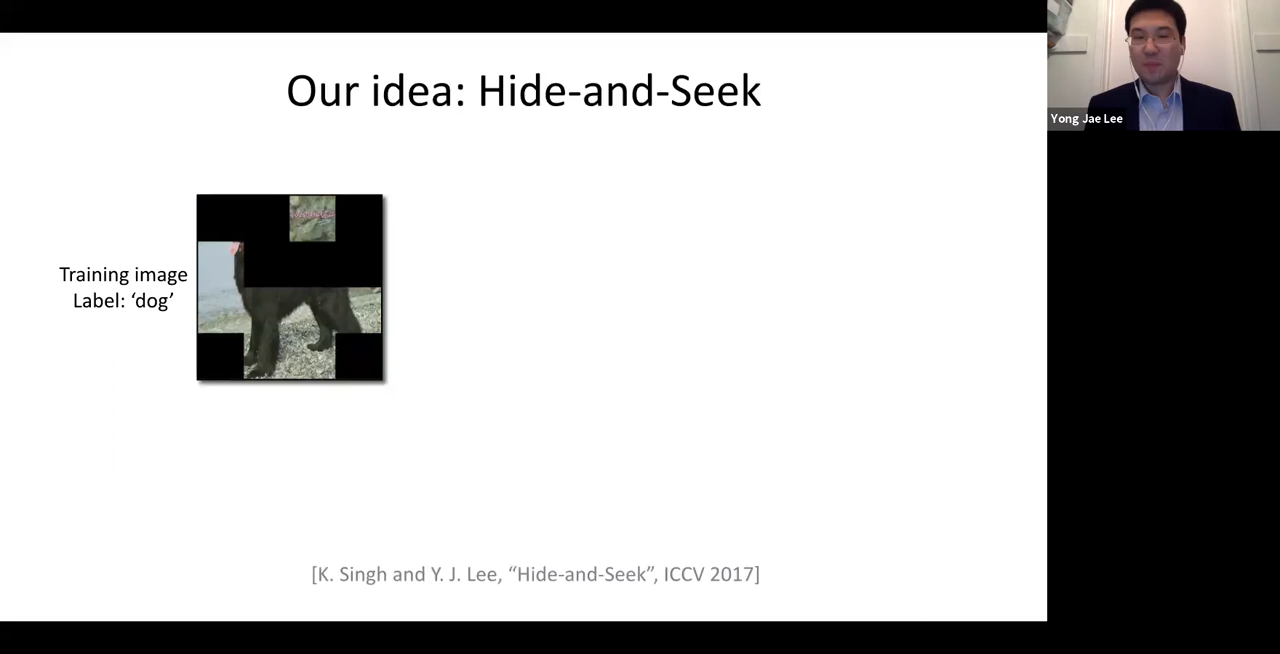 Our idea: Hide-and-Seek
Yong Jae Lee
Training image
Label: ‘dog’
[K. Singh and Y. J. Lee, “Hide-and-Seek”, ICCV 2017]